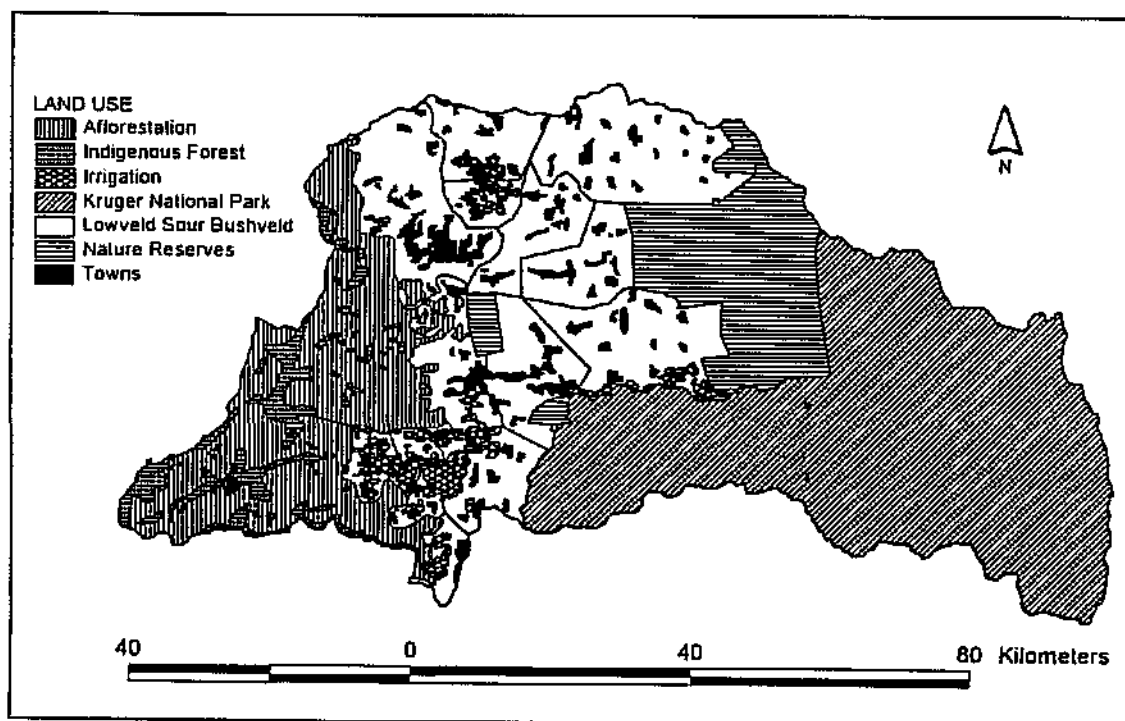 LAND USE
Afforestation
Indigenous Forest
Irrigation
Kruger National Park
Lowveld Sour Bushveld
Nature Reserves
Towns
N
40 0 40 80 Kilometers